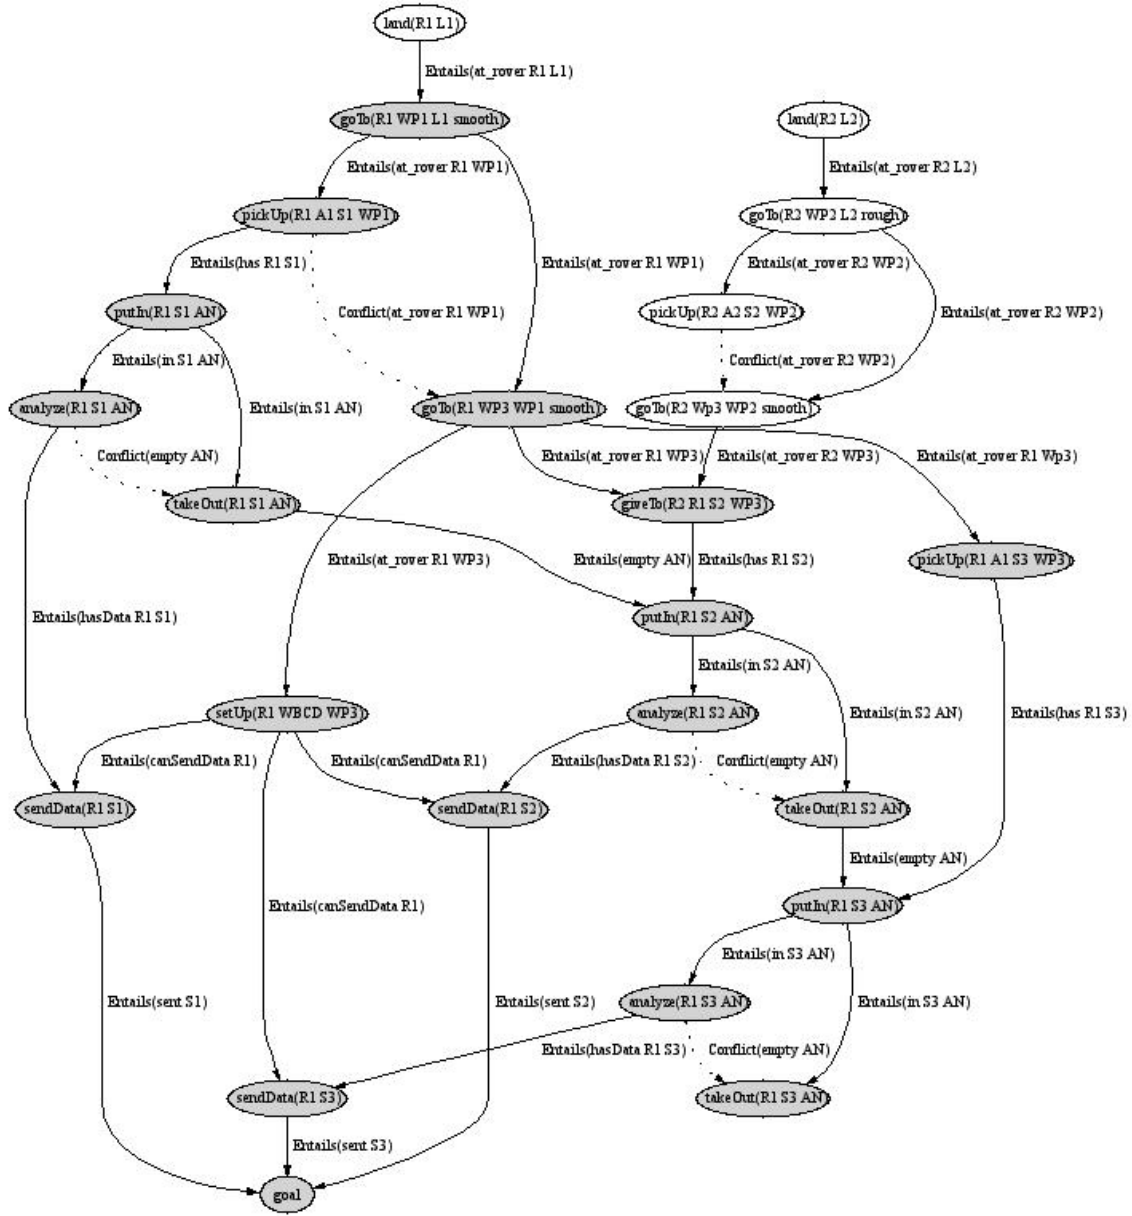 land(R1 L1)
Entails(at_rover R1 L1)
goTo(R1 WP1 L1 smooth)
land(R2 L2)
Entails(at_rover R1 WP1)
Entails(at_rover R2 L2)
pickUp(R1 A1 S1 WP1)
goTo(R2 WP2 L2 rough)
Entails(has R1 S1)
Entails(at_rover R1 WP1)
Entails(at_rover R2 WP2)
putIn(R1 S1 AN)
Conflict(at_rover R1 WP1)
pickUp(R2 A2 S2 WP2)
Entails(at_rover R2 WP2)
Entails(in S1 AN)
Conflict(at_rover R2 WP2)
analyze(R1 S1 AN)
Entails(in S1 AN)
goTo(R1 WP3 WP1 smooth)
goTo(R2 Wp3 WP2 smooth)
Conflict(empty AN)
Entails(at_rover R1 WP3)
Entails(at_rover R2 WP3)
Entails(at_rover R1 Wp3)
takeOut(R1 S1 AN)
giveTo(R2 R1 S2 WP3)
Entails(at_rover R1 WP3)
Entails(empty AN)
Entails(has R1 S2)
pickUp(R1 A1 S3 WP3)
Entails(hasData R1 S1)
putIn(R1 S2 AN)
Entails(in S2 AN)
setUp(R1 WBCD WP3)
analyze(R1 S2 AN)
Entails(in S2 AN)
Entails(has R1 S3)
Entails(canSendData R1)
Entails(canSendData R1)
Entails(hasData R1 S2)
Conflict(empty AN)
sendData(R1 S1)
sendData(R1 S2)
takeOut(R1 S2 AN)
Entails(empty AN)
Entails(canSendData R1)
putIn(R1 S3 AN)
Entails(in S3 AN)
Entails(sent S1)
Entails(sent S2)
analyze(R1 S3 AN)
Entails(in S3 AN)
Entails(hasData R1 S3)
Conflict(empty AN)
sendData(R1 S3)
takeOut(R1 S3 AN)
Entails(sent S3)
goal